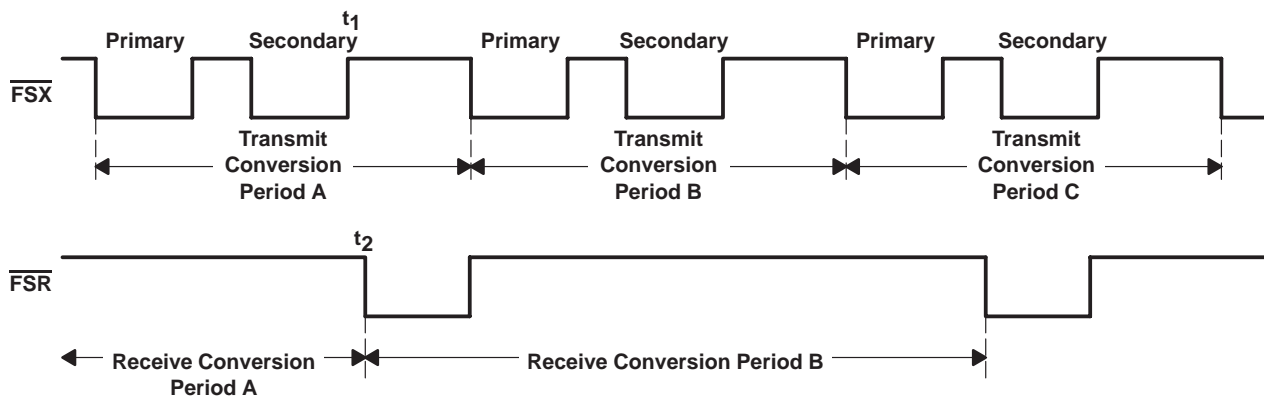 t1
Primary Secondary Primary Secondary Primary Secondary
FSX
Transmit
Conversion
Period A
Transmit
Conversion
Period B
Transmit
Conversion
Period C
t2
FSR
Receive Conversion
Period A
Receive Conversion Period B